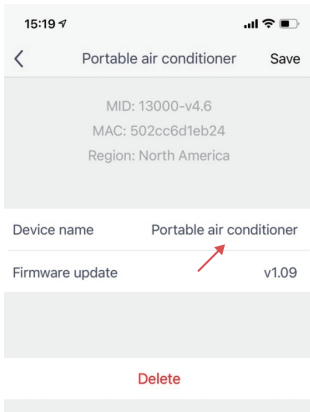 15:19
Portable air conditioner Save
MID: 13000-v4.6
MAC: 502cc6d1eb24
Region: North America
Device name Portable air conditioner
Firmware update v1.09
Delete